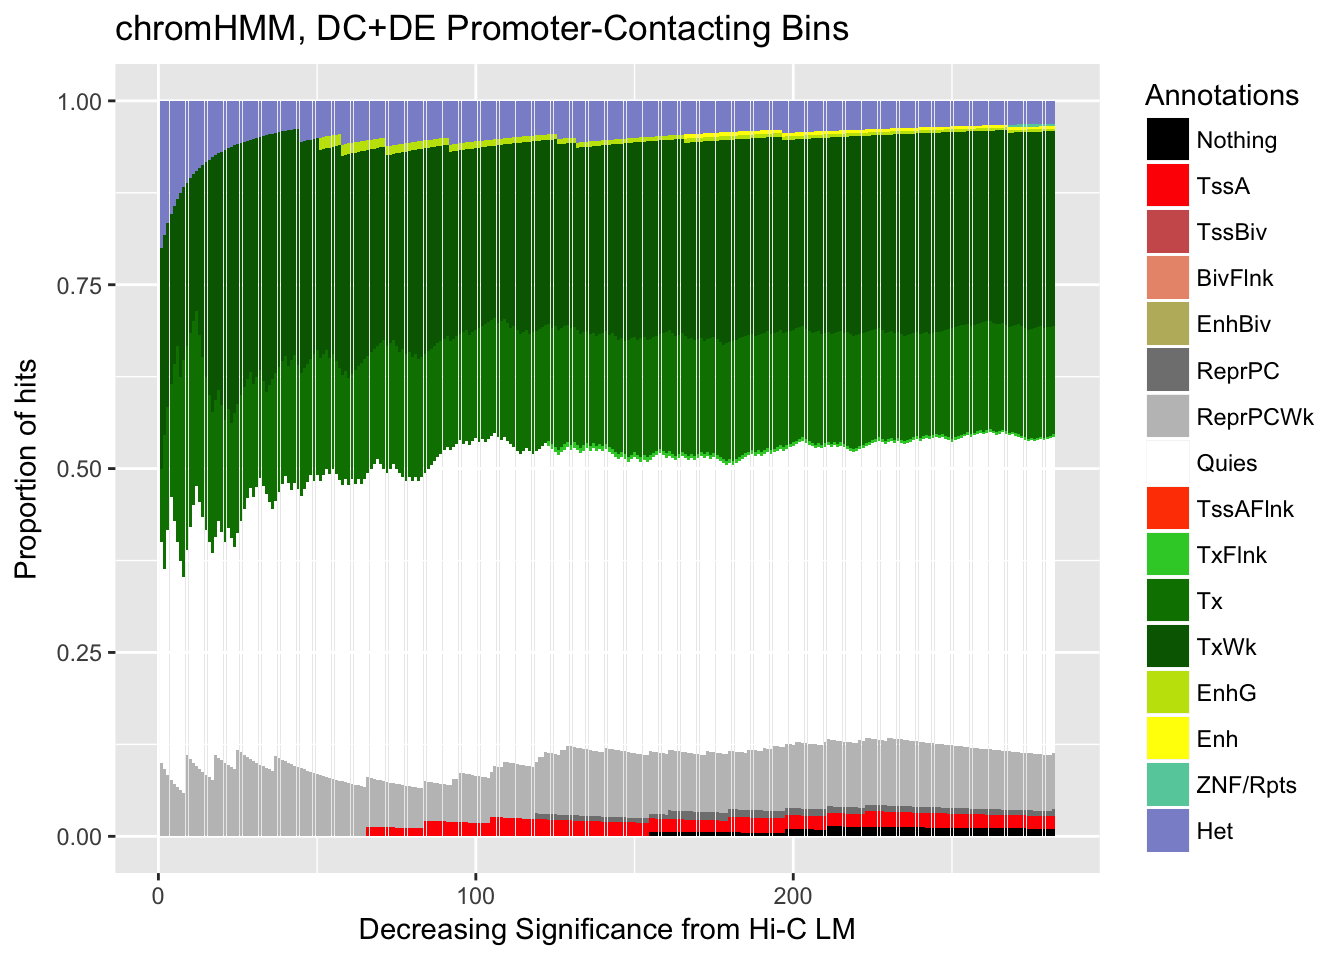 chromHMM, DC+DE Promoter-Contacting Bins
Proportion of hits
1.00
0.75
0.50
0.25
0.00
0
100
200
Decreasing Significance from Hi-C LM
Annotations
Nothing
TssA
TssBiv
BivFlnk
EnhBiv
ReprPC
ReprPCWk
Quies
TssAFlnk
TxFlnk
Tx
TxWk
EnhG
Enh
ZNF/Rpts
Het